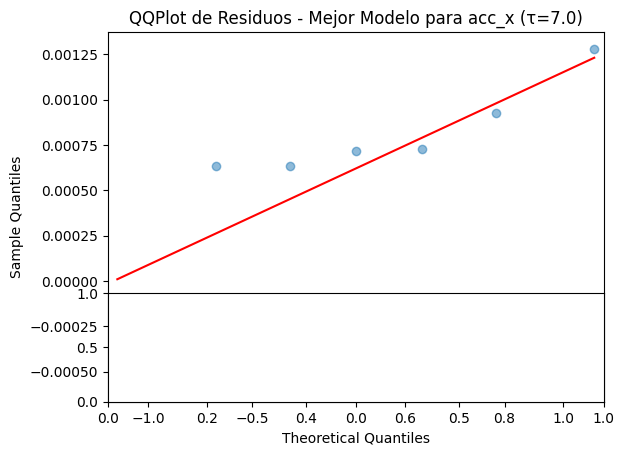 QQPlot de Residuos - Mejor Modelo para acc_x (τ=7.0)
0.00125
0.00100
0.00075
0.00050
0.00025
0.00000
1.0
−0.00025
0.5
−0.00050
0.0
Sample Quantiles
0.0 −1.0 0.2 −0.5 0.4 0.0 0.6 0.5 0.8 1.0 1.0
Theoretical Quantiles